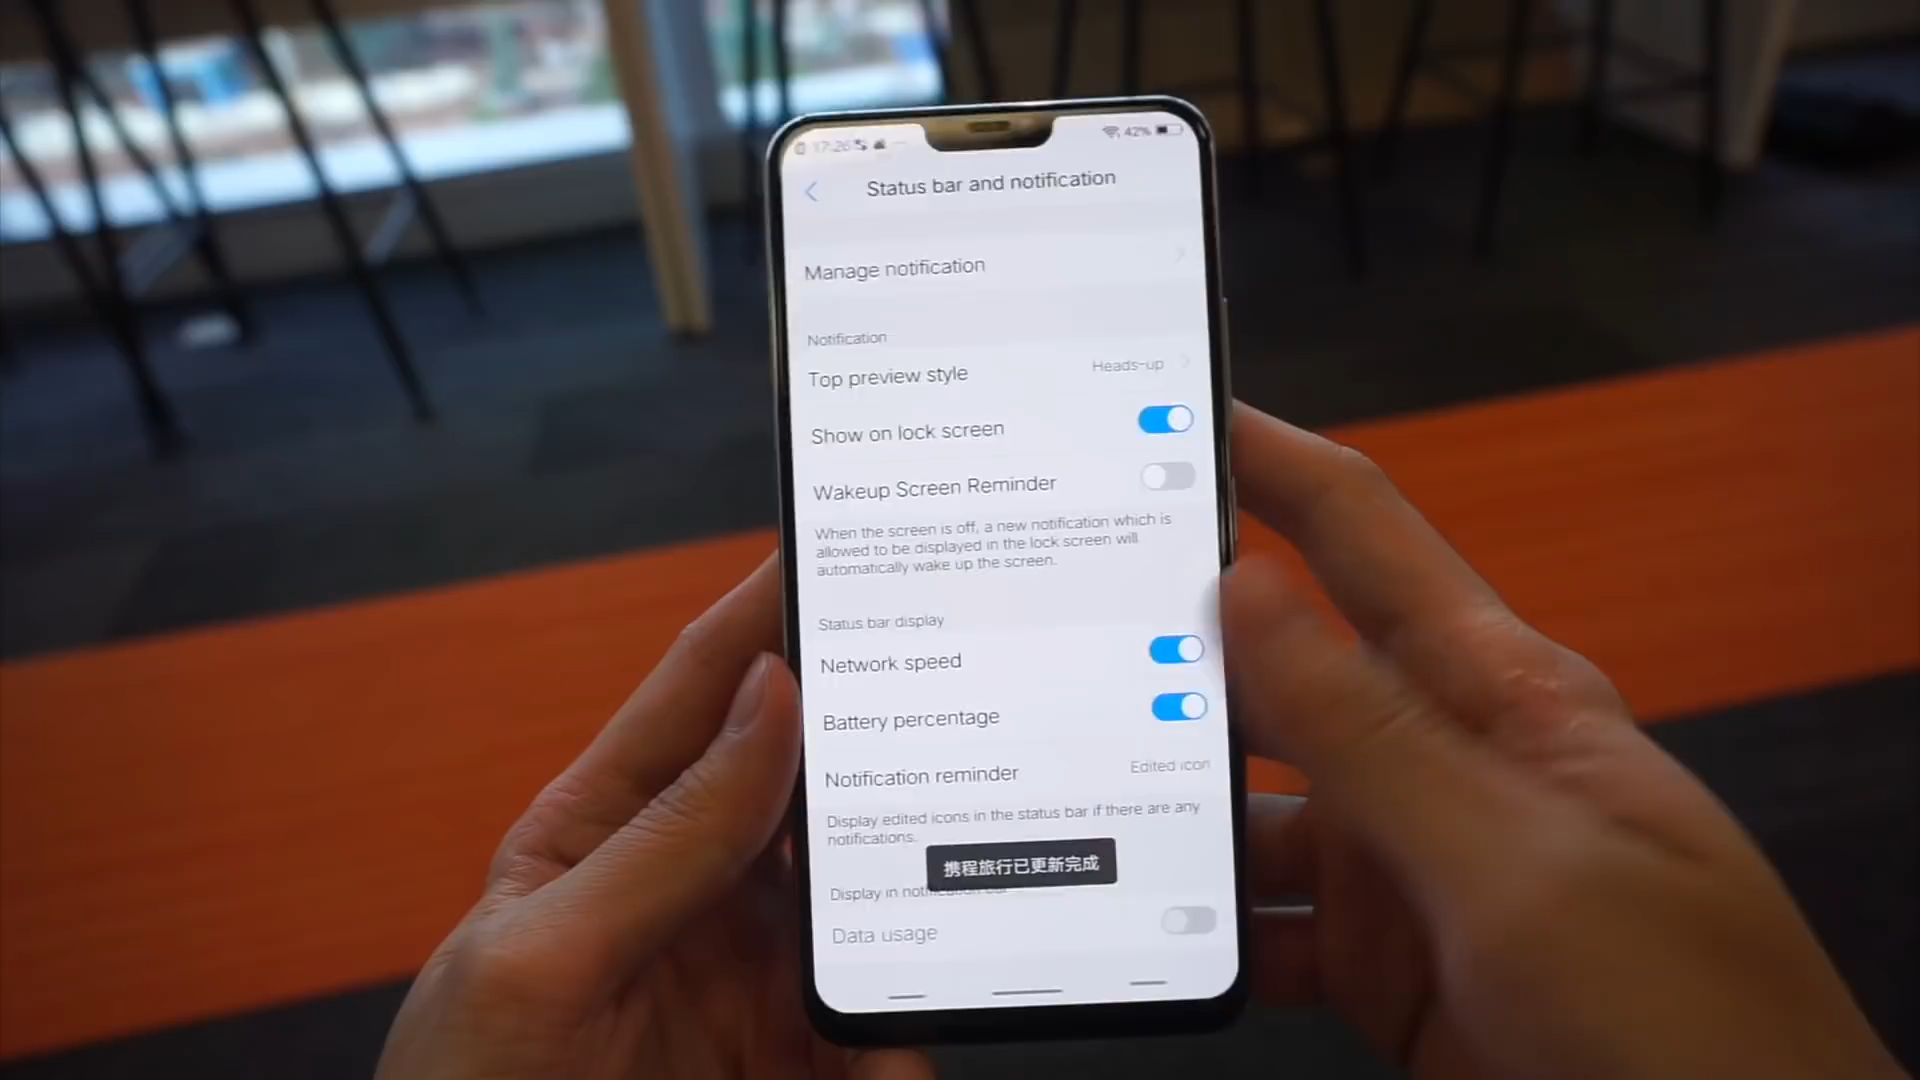 17:26
42%
Status bar and notification
Manage notification
Notification
Top preview style
Heads-up
Show on lock screen
Wakeup Screen Reminder
When the screen is off, a new notification which is
allowed to be displayed in the lock screen will
automatically wake up the screen.
Status bar display
Network speed
Battery percentage
Notification reminder
Edited icon
Display edited icons in the status bar if there are any
notifications.
携程旅行已更新完成
Display in notification bar
Data usage